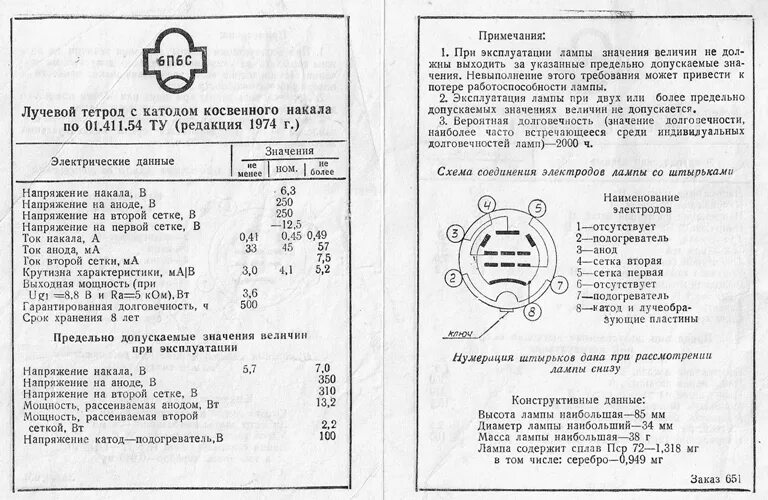 6П6С
Лучевой тетрод с катодом косвенного накала
по 01.411.54 ТУ (редакция 1974 г.)
Электрические данные
Значения
не менее
ном.
не более
Напряжение накала, В 6,3
Напряжение на аноде, В 250
Напряжение на второй сетке, В 250
Напряжение на первой сетке, В —12,5
Ток накала, А 0,41 0,45 0,49
Ток анода, мА 33 45 57
Ток второй сетки, мА 7,5
Крутизна характеристики, мА|В 3,0 4,1 5,2
Выходная мощность (при
Ug1=8,8 В и Rа=5 кОм),Вт 3,6
Гарантированная долговечность, ч 500
Срок хранения 8 лет
Предельно допускаемые значения величин
при эксплуатации
Напряжение накала, В 5,7 7,0
Напряжение на аноде, В 350
Напряжение на второй сетке, В 310
Мощность, рассеиваемая анодом, Вт 13,2
Мощность, рассеиваемая второй
сеткой, Вт 2,2
Напряжение катод—подогреватель,В 100
Примечания:
1. При эксплуатации лампы значения величин не дол-
жны выходить за указанные предельно допускаемые зна-
чения. Невыполнение этого требования может привести к
потере работоспособности лампы.
2. Эксплуатация лампы при двух или более предельно
допускаемых значениях величин не допускается.
3. Вероятная долговечность (значение долговечности,
наиболее часто встречающееся среди индивидуальных
долговечностей ламп)—2000 ч.
Схема соединения электродов лампы со штырьками
4
5
3
2
7
8
ключ
Наименование
электродов
1—отсутствует
2—подогреватель
3—анод
4—сетка вторая
5—сетка первая
6—отсутствует
7—подогреватель
8—катод и лучеобра-
зующие пластины
Нумерация штырьков дана при рассмотрении
лампы снизу
Конструктивные данные:
Высота лампы наибольшая—85 мм
Диаметр лампы наибольший—34 мм
Масса лампы наибольшая—38 г
Лампа содержит сплав Пср 72—1,318 мг
в том числе: серебро—0,949 мг
Заказ 651